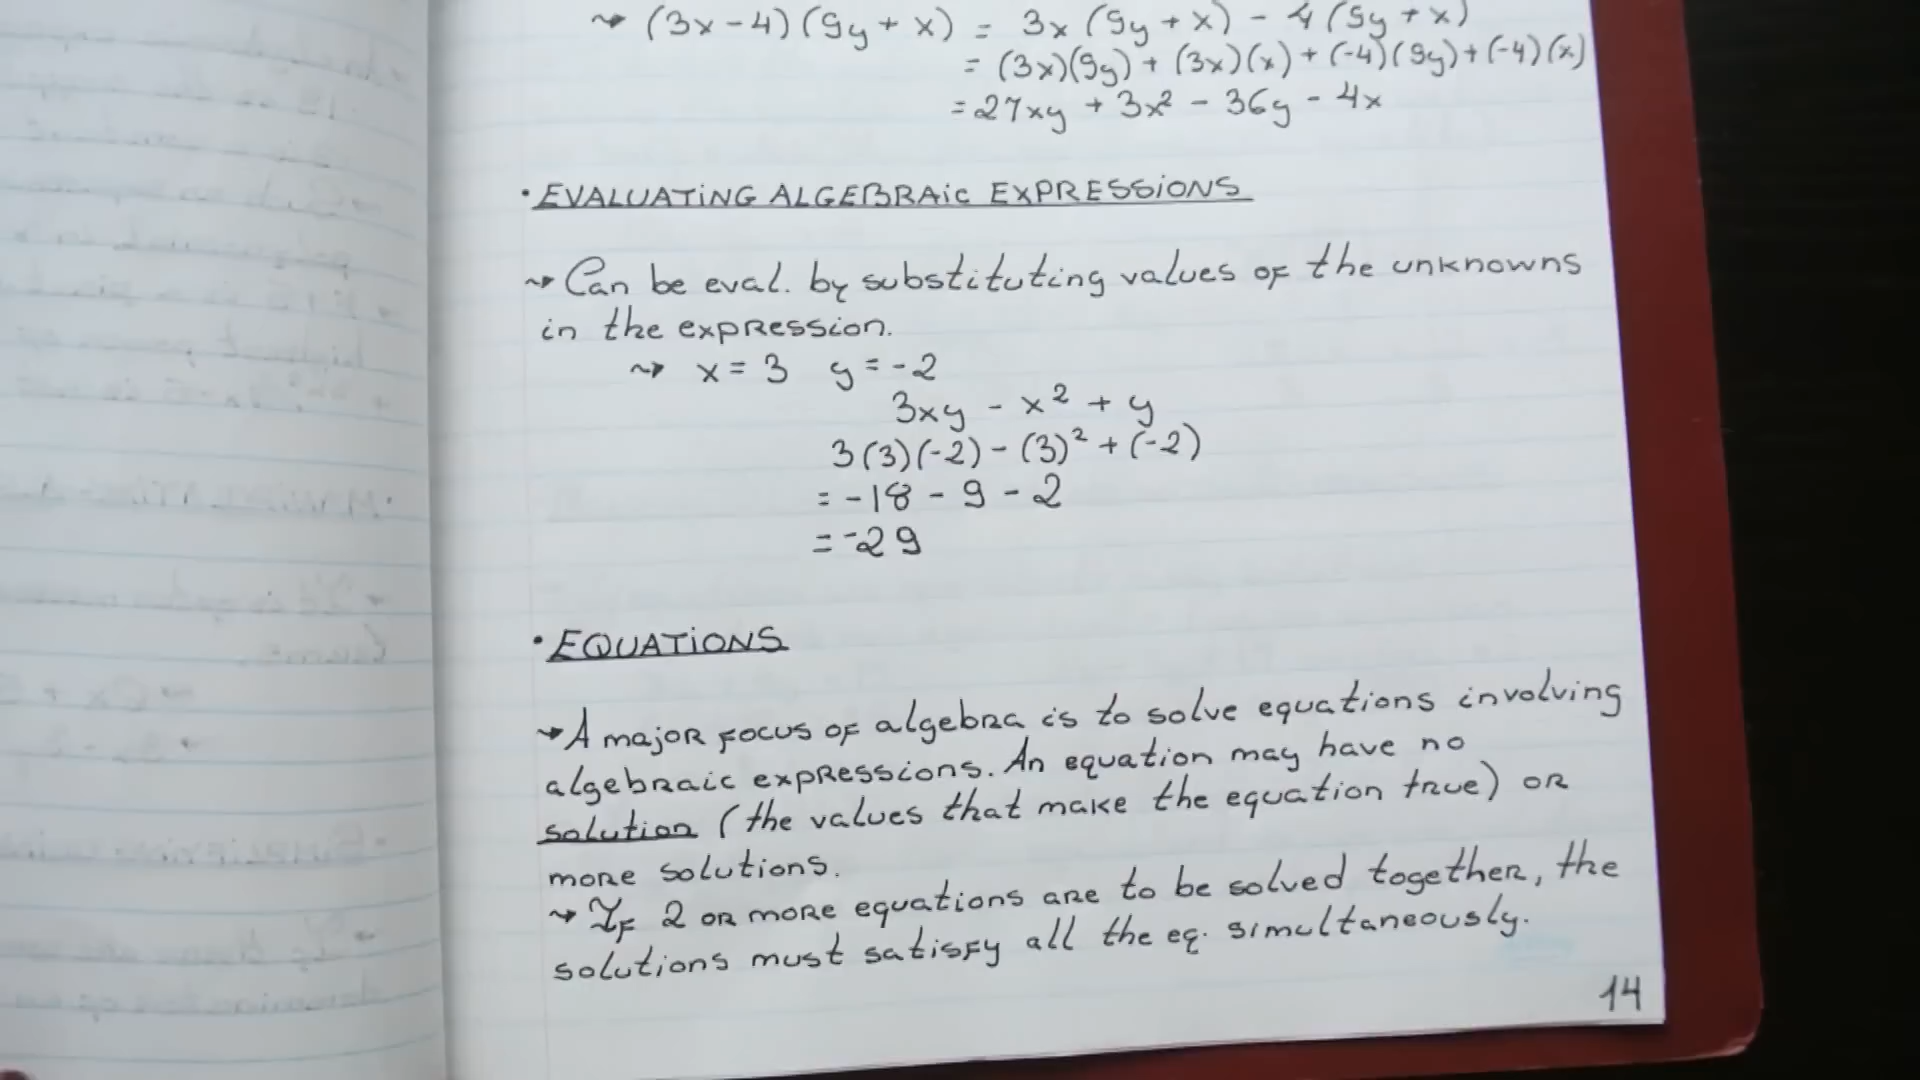 ⇝ (3x-4)(9y+x) = 3x(9y+x) - 4(9y+x)
= (3x)(9y) + (3x)(x) + (-4)(9y)+(-4)(x)
= 27xy + 3x² - 36y - 4x
• EVALUATING ALGEBRAIC EXPRESSIONS
⇝ Can be eval. by substituting values of the unknowns
in the expression.
⇝ x = 3 y = -2
3xy - x² + y
3(3)(-2) - (3)² + (-2)
= -18 - 9 - 2
= -29
• EQUATIONS
⇝ A major focus of algebra is to solve equations involving
algebraic expressions. An equation may have no
solution (the values that make the equation true) or
more solutions.
⇝ If 2 or more equations are to be solved together, the
solutions must satisfy all the eq. simultaneously.
14